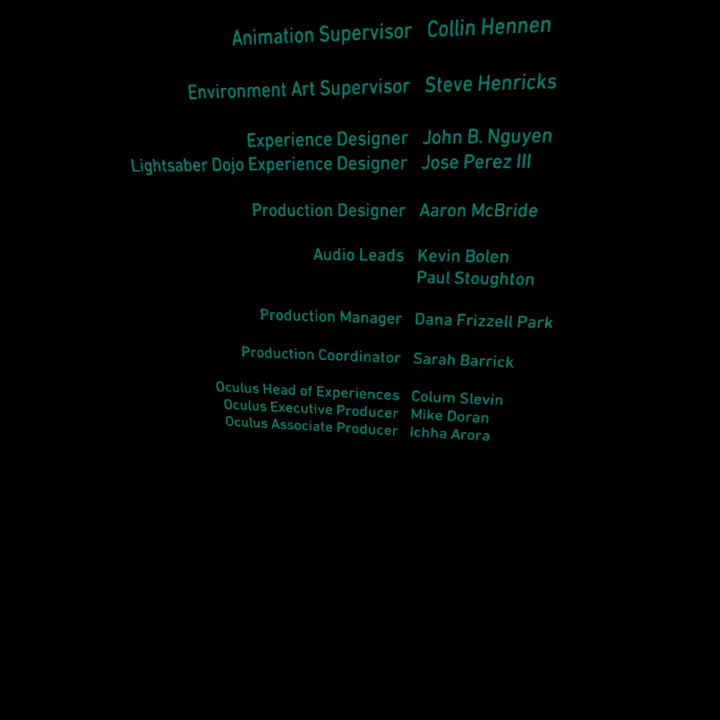 Animation Supervisor Collin Hennen
Environment Art Supervisor Steve Henricks
Experience Designer John B. Nguyen
Lightsaber Dojo Experience Designer Jose Perez III
Production Designer Aaron McBride
Audio Leads Kevin Bolen
Paul Stoughton
Production Manager Dana Frizzell Park
Production Coordinator Sarah Barrick
Oculus Head of Experiences Colum Slevin
Oculus Executive Producer Mike Doran
Oculus Associate Producer Ichha Arora